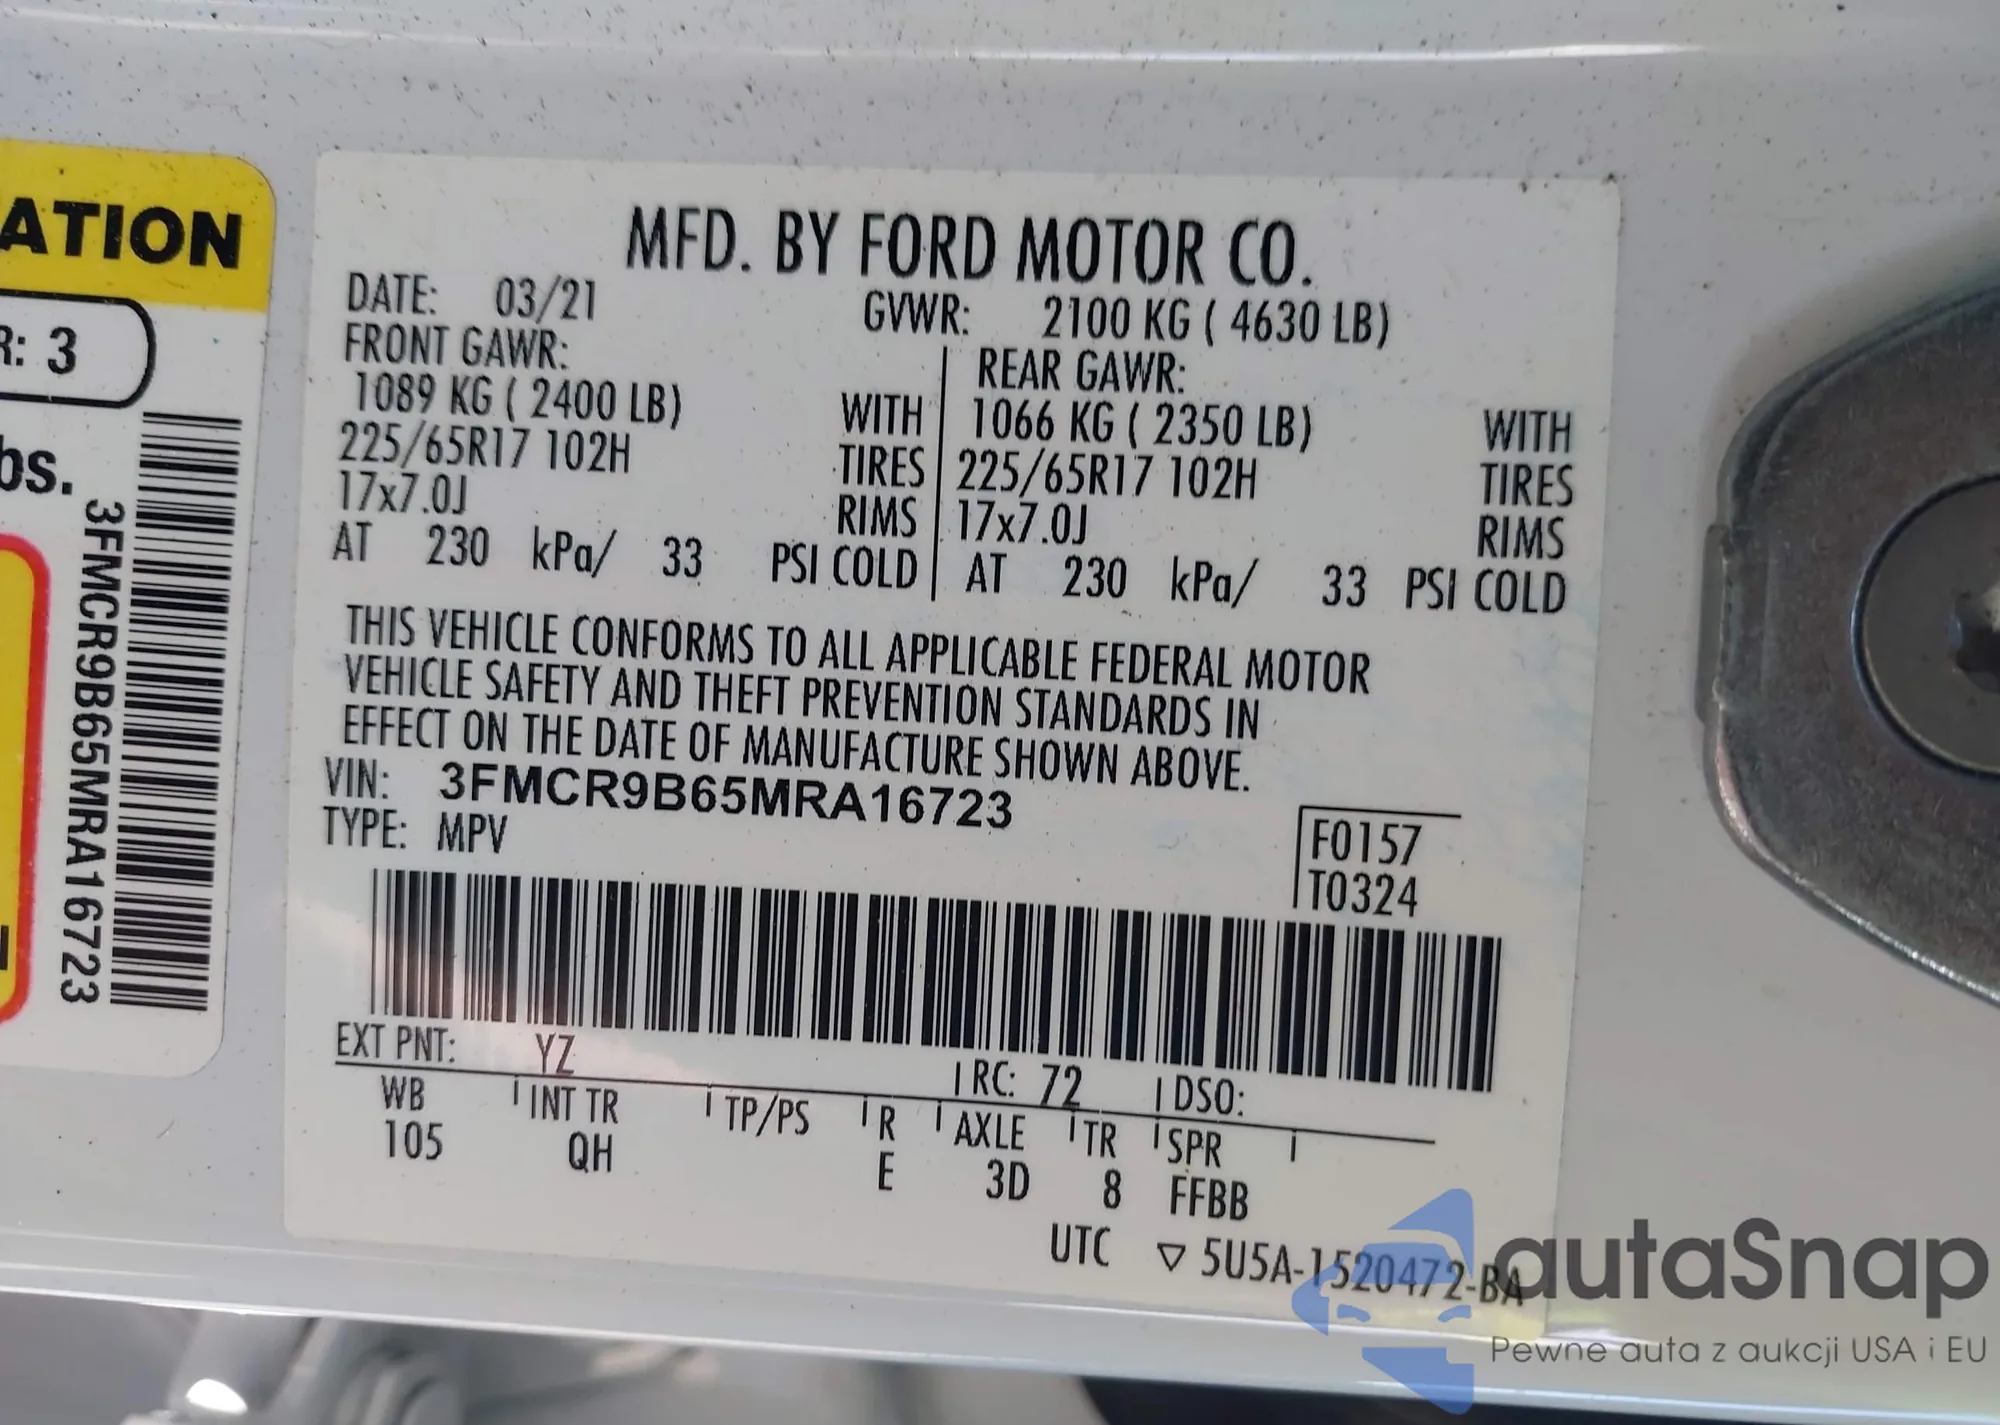 ATION
R: 3
bs.
3FMCR9B65MRA16723
MFD. BY FORD MOTOR CO.
DATE: 03/21 GVWR: 2100 KG ( 4630 LB)
FRONT GAWR: REAR GAWR:
1089 KG ( 2400 LB) WITH 1066 KG ( 2350 LB) WITH
225/65R17 102H TIRES 225/65R17 102H TIRES
17x7.0J RIMS 17x7.0J RIMS
AT 230 kPa/ 33 PSI COLD AT 230 kPa/ 33 PSI COLD
THIS VEHICLE CONFORMS TO ALL APPLICABLE FEDERAL MOTOR
VEHICLE SAFETY AND THEFT PREVENTION STANDARDS IN
EFFECT ON THE DATE OF MANUFACTURE SHOWN ABOVE.
VIN: 3FMCR9B65MRA16723
TYPE: MPV
F0157
T0324
EXT PNT: YZ RC: 72 DSO:
WB INT TR TP/PS R AXLE TR SPR
105 QH E 3D 8 FFBB
UTC ▽ 5U5A-1520472-BA
autaSnap
Pewne auta z aukcji USA i EU